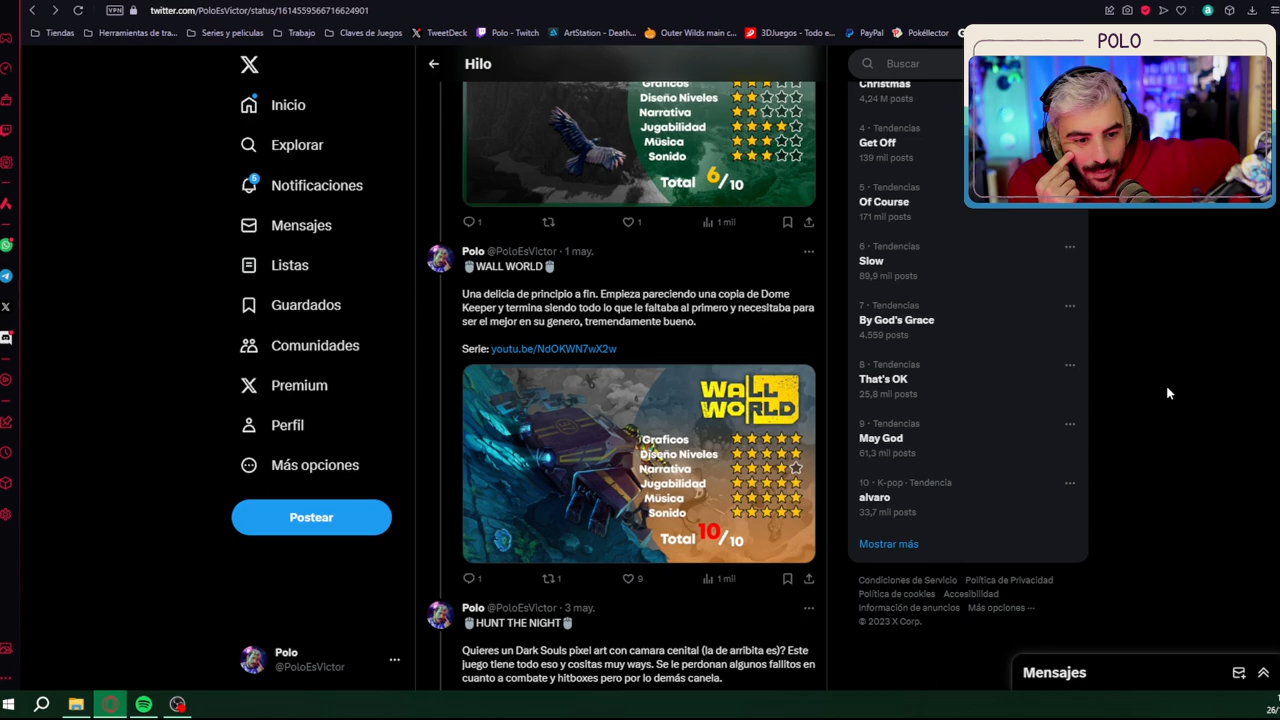 twitter.com/PoloEsVictor/status/1614559566716624901
VPN
Tiendas
Herramientas de tra...
Series y peliculas
Trabajo
Claves de Juegos
TweetDeck
Polo - Twitch
ArtStation - Death...
Outer Wilds main c...
3DJuegos - Todo e...
PayPal
Pokéllector
POLO
Inicio
Explorar
Notificaciones
5
Mensajes
Listas
Guardados
Comunidades
Premium
Perfil
Más opciones
Postear
Polo
@PoloEsVictor
Hilo
Graficos
Diseño Niveles
Narrativa
Jugabilidad
Música
Sonido
Total 6/10
1
1
1 mil
Polo @PoloEsVictor · 1 may.
WALL WORLD
Una delicia de principio a fin. Empieza pareciendo una copia de Dome
Keeper y termina siendo todo lo que le faltaba al primero y necesitaba para
ser el mejor en su genero, tremendamente bueno.
Serie: youtu.be/NdOKWN7wX2w
WALL
WORLD
Graficos
Diseño Niveles
Narrativa
Jugabilidad
Música
Sonido
Total 10/10
1
1
9
1 mil
Polo @PoloEsVictor · 3 may.
HUNT THE NIGHT
Quieres un Dark Souls pixel art con camara cenital (la de arribita es)? Este
juego tiene todo eso y cositas muy ways. Se le perdonan algunos fallitos en
cuanto a combate y hitboxes pero por lo demás canela.
Buscar
Christmas
4,24 M posts
4 · Tendencias
Get Off
139 mil posts
5 · Tendencias
Of Course
171 mil posts
6 · Tendencias
Slow
89,9 mil posts
7 · Tendencias
By God's Grace
4.559 posts
8 · Tendencias
That's OK
25,8 mil posts
9 · Tendencias
May God
61,3 mil posts
10 · K-pop · Tendencia
alvaro
33,7 mil posts
Mostrar más
Condiciones de Servicio Política de Privacidad
Política de cookies Accesibilidad
Información de anuncios Más opciones ···
© 2023 X Corp.
Mensajes